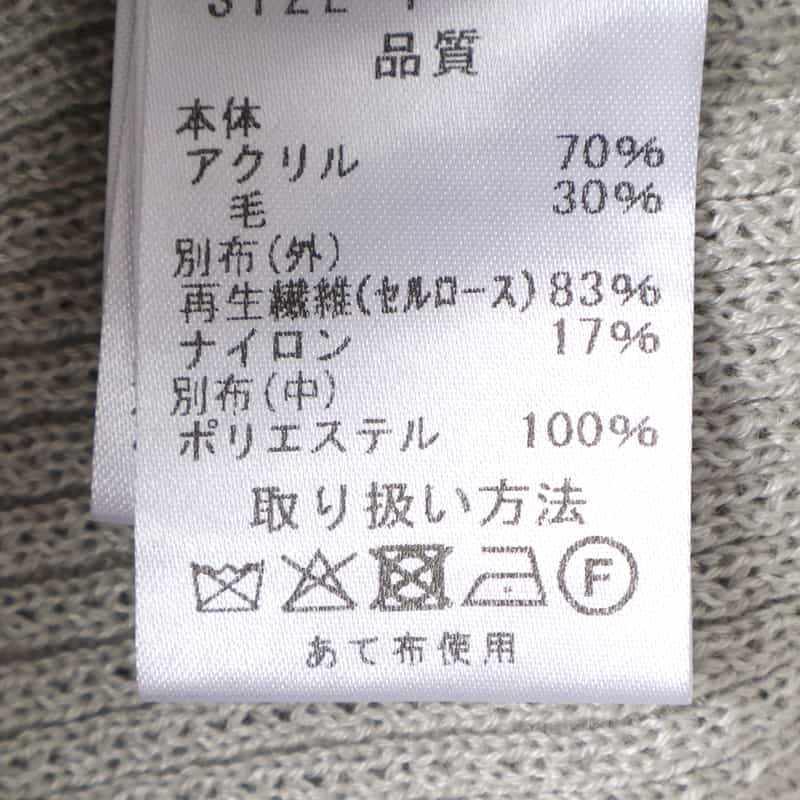 SIZE 1
品質
本体
アクリル 70%
毛 30%
別布(外)
再生繊維(セルロース) 83%
ナイロン 17%
別布(中)
ポリエステル 100%
取り扱い方法
F
あて布使用